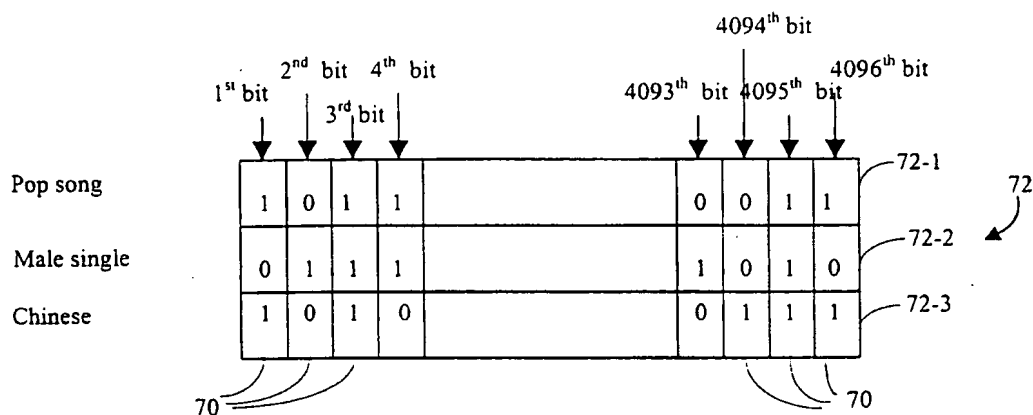 4094th bit
2nd bit 4th bit 4096th bit
1st bit 4093th bit 4095th bit
3rd bit
72-1
Pop song 1 0 1 1 0 0 1 1
72
72-2
Male single 0 1 1 1 1 0 1 0
Chinese 1 0 1 0 0 1 1 1 72-3
70 70